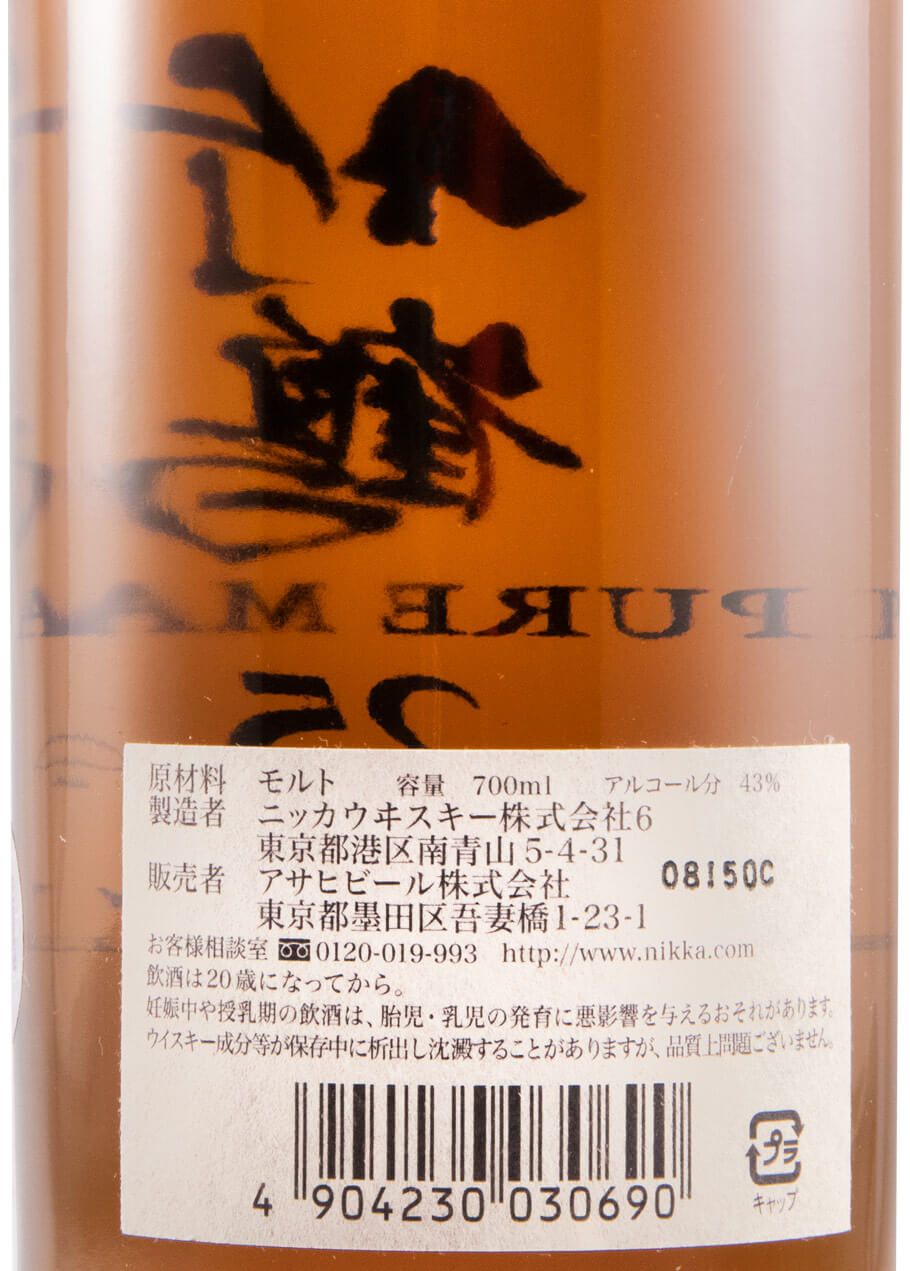 竹鶴
PURE MA
25
原材料 モルト 容量 700ml アルコール分 43%
製造者 ニッカウヰスキー株式会社6
東京都港区南青山5-4-31
販売者 アサヒビール株式会社
08I50C
東京都墨田区吾妻橋1-23-1
お客様相談室 0120-019-993 http://www.nikka.com
飲酒は20歳になってから。
妊娠中や授乳期の飲酒は、胎児・乳児の発育に悪影響を与えるおそれがあります。
ウイスキー成分等が保存中に析出し沈澱することがありますが、品質上問題ございません。
4 904230 030690
プラ
キャップ